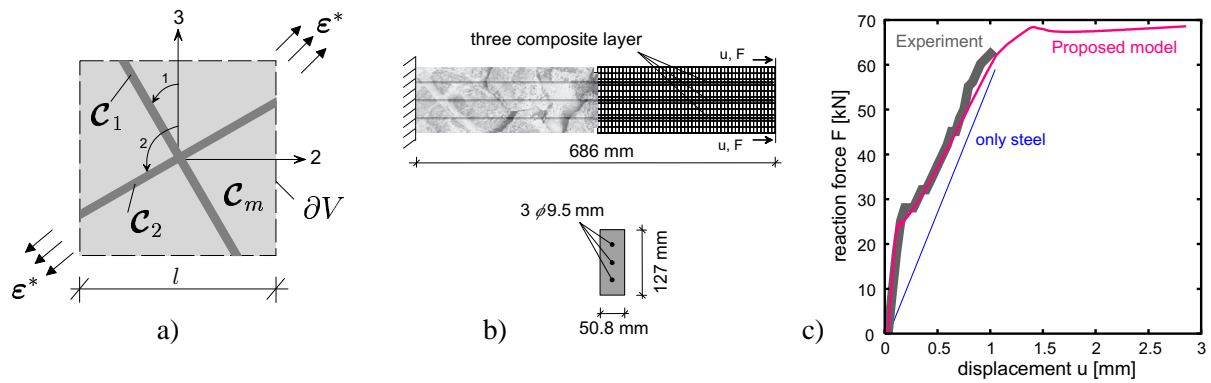 ε*
3
1
2
C1
C2
Cm
2
∂V
ε*
l
a)
three composite layer
u, F
u, F
686 mm
3 ϕ9.5 mm
127 mm
50.8 mm
b)
70
60
50
40
30
20
10
0
reaction force F [kN]
Experiment
Proposed model
only steel
0
0.5
1
1.5
2
2.5
3
displacement u [mm]
c)